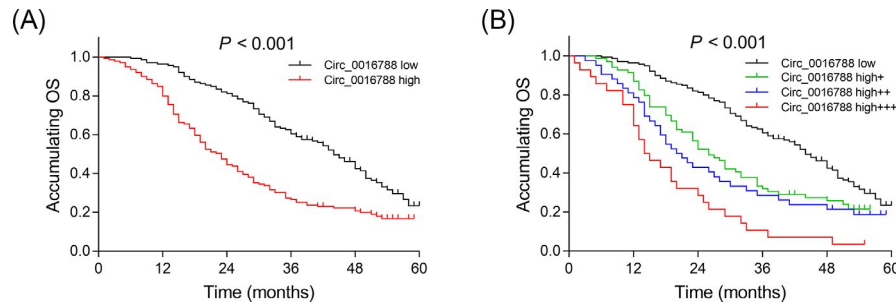 (A)
P < 0.001
Circ_0016788 low
Circ_0016788 high
Accumulating OS
1.0
0.8
0.6
0.4
0.2
0.0
0 12 24 36 48 60
Time (months)
(B)
P < 0.001
Circ_0016788 low
Circ_0016788 high+
Circ_0016788 high++
Circ_0016788 high+++
Accumulating OS
1.0
0.8
0.6
0.4
0.2
0.0
0 12 24 36 48 60
Time (months)